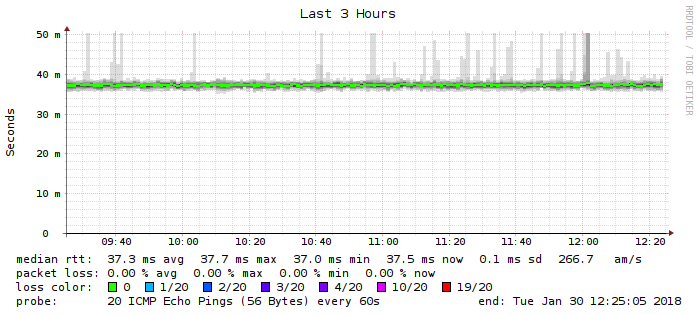 Last 3 Hours
RRDTOOL / TOBI OETIKER
Seconds
50 m
40 m
30 m
20 m
10 m
0
09:40 10:00 10:20 10:40 11:00 11:20 11:40 12:00 12:20
median rtt: 37.3 ms avg 37.7 ms max 37.0 ms min 37.5 ms now 0.1 ms sd 266.7 am/s
packet loss: 0.00 % avg 0.00 % max 0.00 % min 0.00 % now
loss color: 0 1/20 2/20 3/20 4/20 10/20 19/20
probe: 20 ICMP Echo Pings (56 Bytes) every 60s end: Tue Jan 30 12:25:05 2018